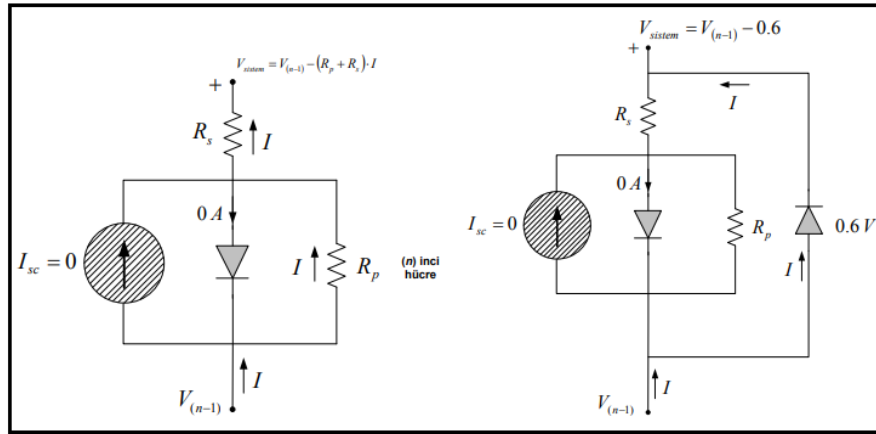 V_sistem = V_(n-1) − (R_p + R_s)·I
+
R_s
I
0 A
I_sc = 0
I
R_p
(n) inci
hücre
I
V_(n-1)
V_sistem = V_(n-1) − 0.6
+
I
R_s
0 A
I_sc = 0
R_p
0.6 V
I
I
V_(n-1)